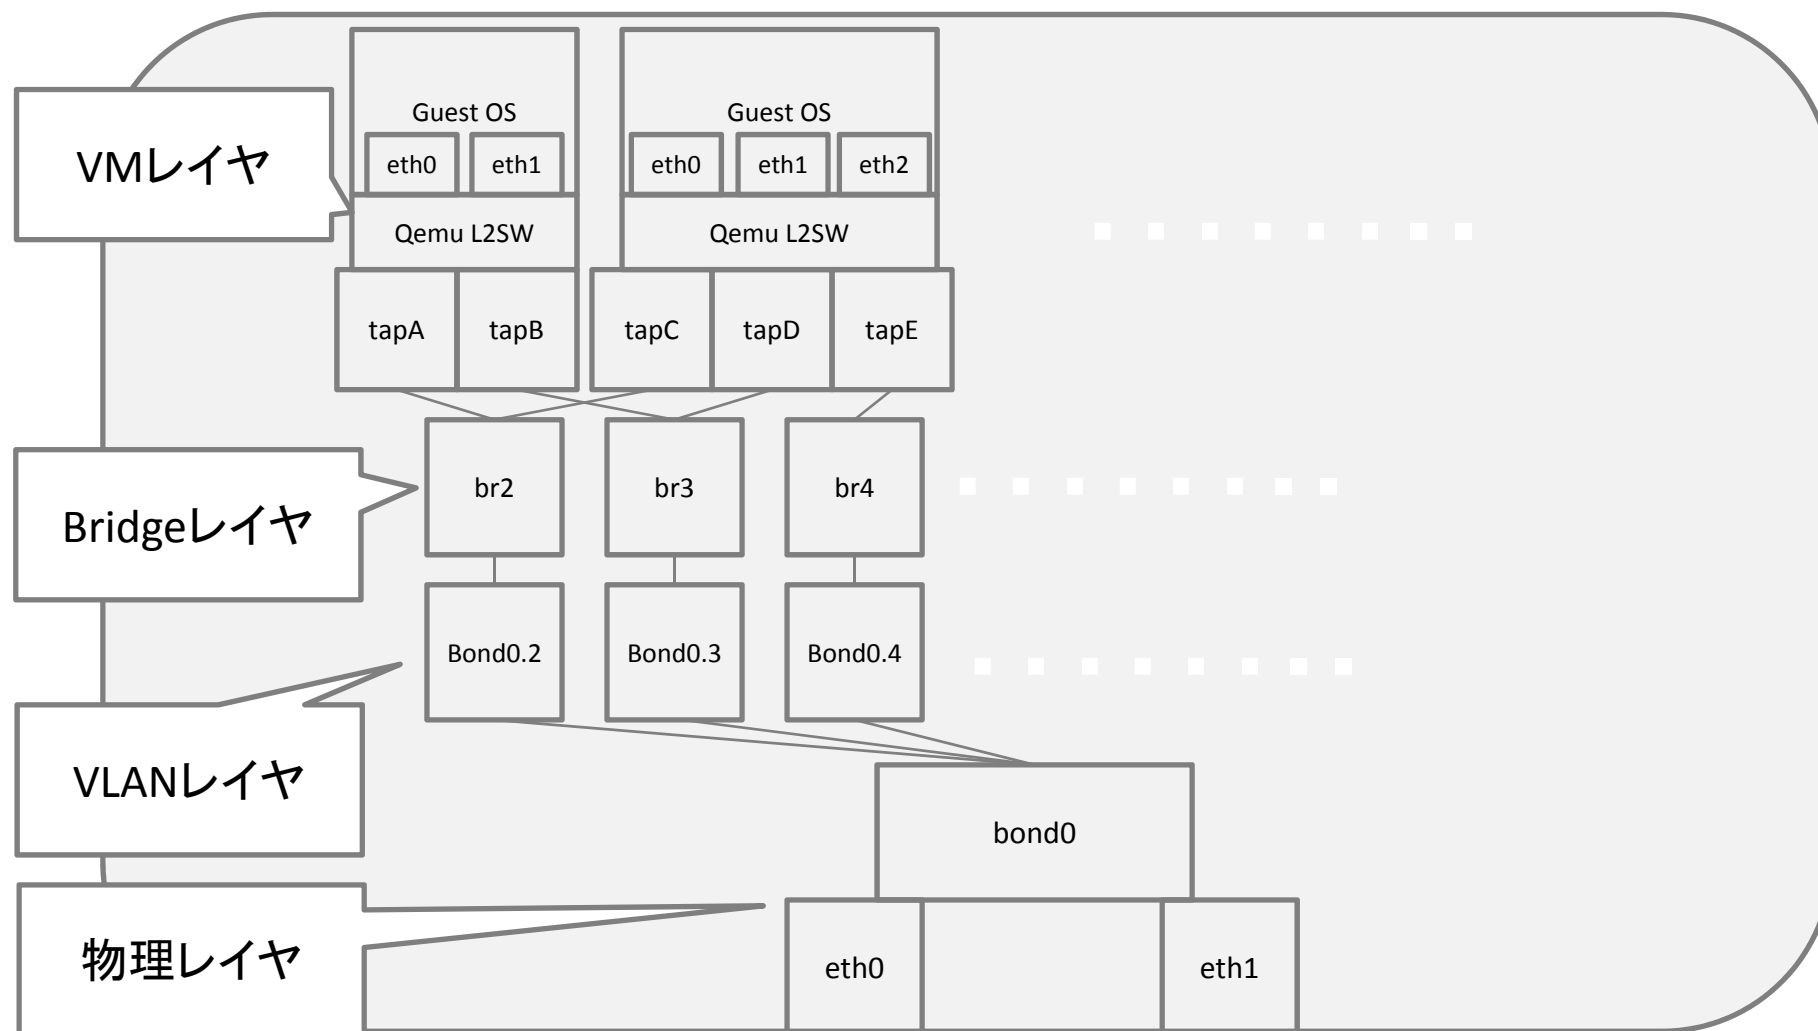 Guest OS
Guest OS
VMレイヤ
eth0
eth1
eth0
eth1
eth2
Qemu L2SW
Qemu L2SW
tapA
tapB
tapC
tapD
tapE
Bridgeレイヤ
br2
br3
br4
Bond0.2
Bond0.3
Bond0.4
VLANレイヤ
bond0
物理レイヤ
eth0
eth1